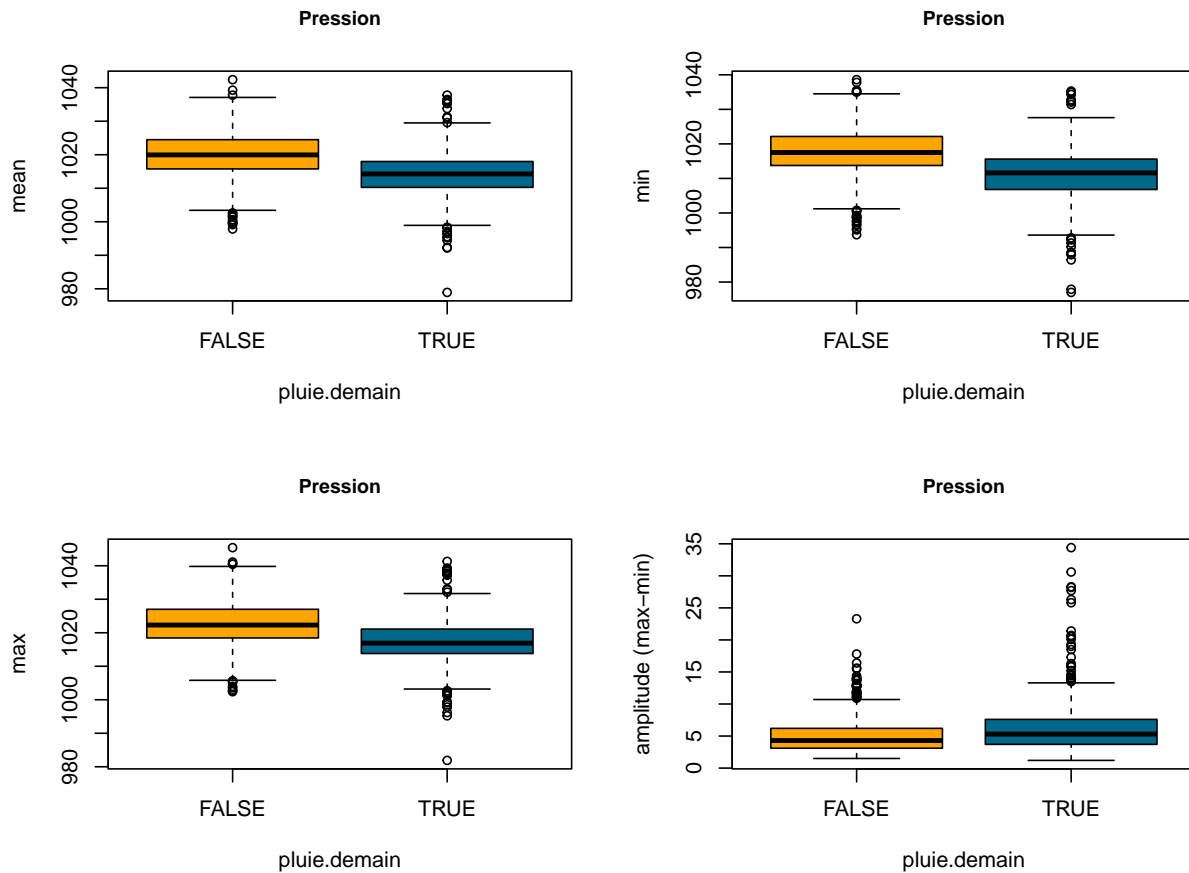 Pression
mean
1040
1020
1000
980
FALSE TRUE
pluie.demain
Pression
min
1040
1020
1000
980
FALSE TRUE
pluie.demain
Pression
max
1040
1020
1000
980
FALSE TRUE
pluie.demain
Pression
amplitude (max−min)
35
25
15
5
0
FALSE TRUE
pluie.demain